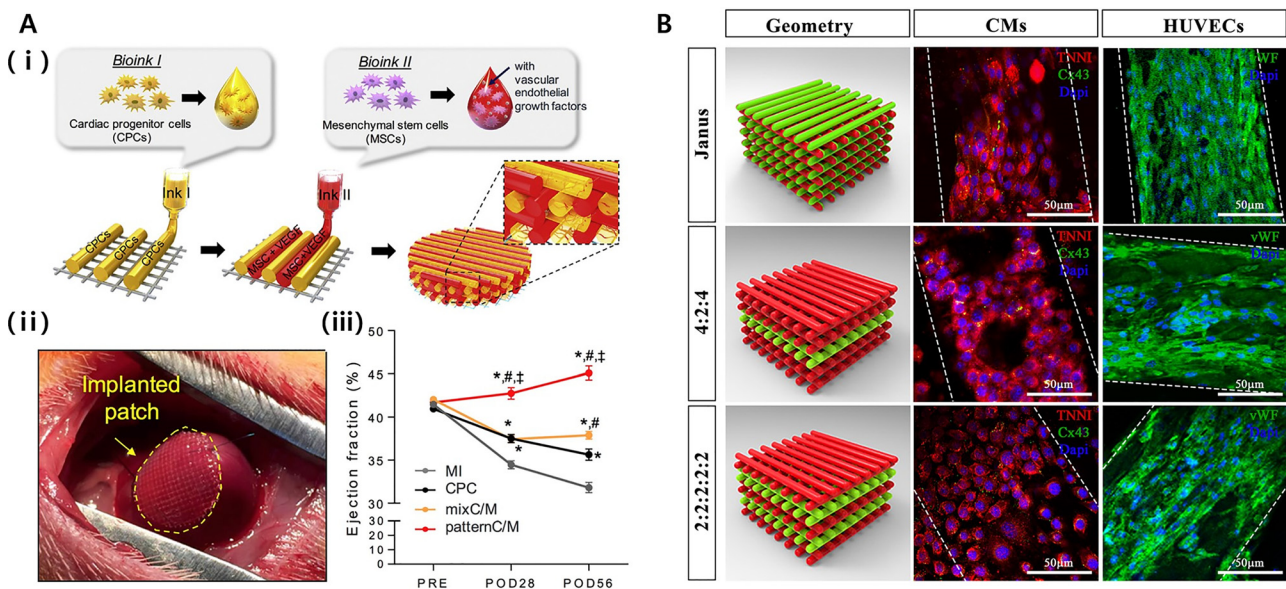 A
(i)
Bioink I
Cardiac progenitor cells
(CPCs)
Bioink II
Mesenchymal stem cells
(MSCs)
with
vascular
endothelial
growth factors
Ink I
CPCs
CPCs
CPCs
Ink II
MSC+VEGF
MSC+VEGF
(ii)
Implanted
patch
(iii)
Ejection fraction (%)
50
45
40
35
30
30
20
10
0
*,#,‡
*,#,‡
*
*
*,#
*
MI
CPC
mixC/M
patternC/M
PRE
POD28
POD56
B
Geometry
CMs
HUVECs
Janus
TNNI
Cx43
Dapi
50μm
vWF
Dapi
50μm
4:2:4
TNNI
Cx43
Dapi
50μm
vWF
Dapi
50μm
2:2:2:2:2
TNNI
Cx43
Dapi
50μm
vWF
Dapi
50μm